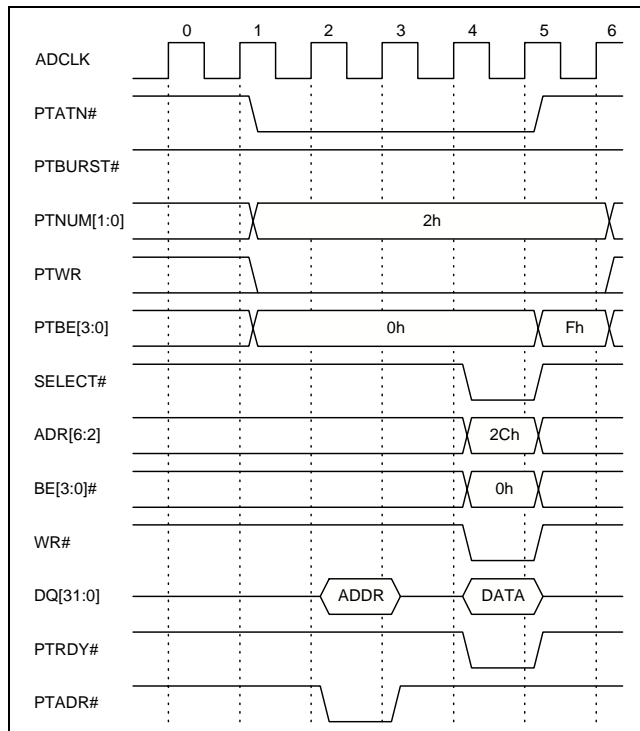 0 1 2 3 4 5 6
ADCLK
PTATN#
PTBURST#
PTNUM[1:0] 2h
PTWR
PTBE[3:0] 0h Fh
SELECT#
ADR[6:2] 2Ch
BE[3:0]# 0h
WR#
DQ[31:0] ADDR DATA
PTRDY#
PTADR#